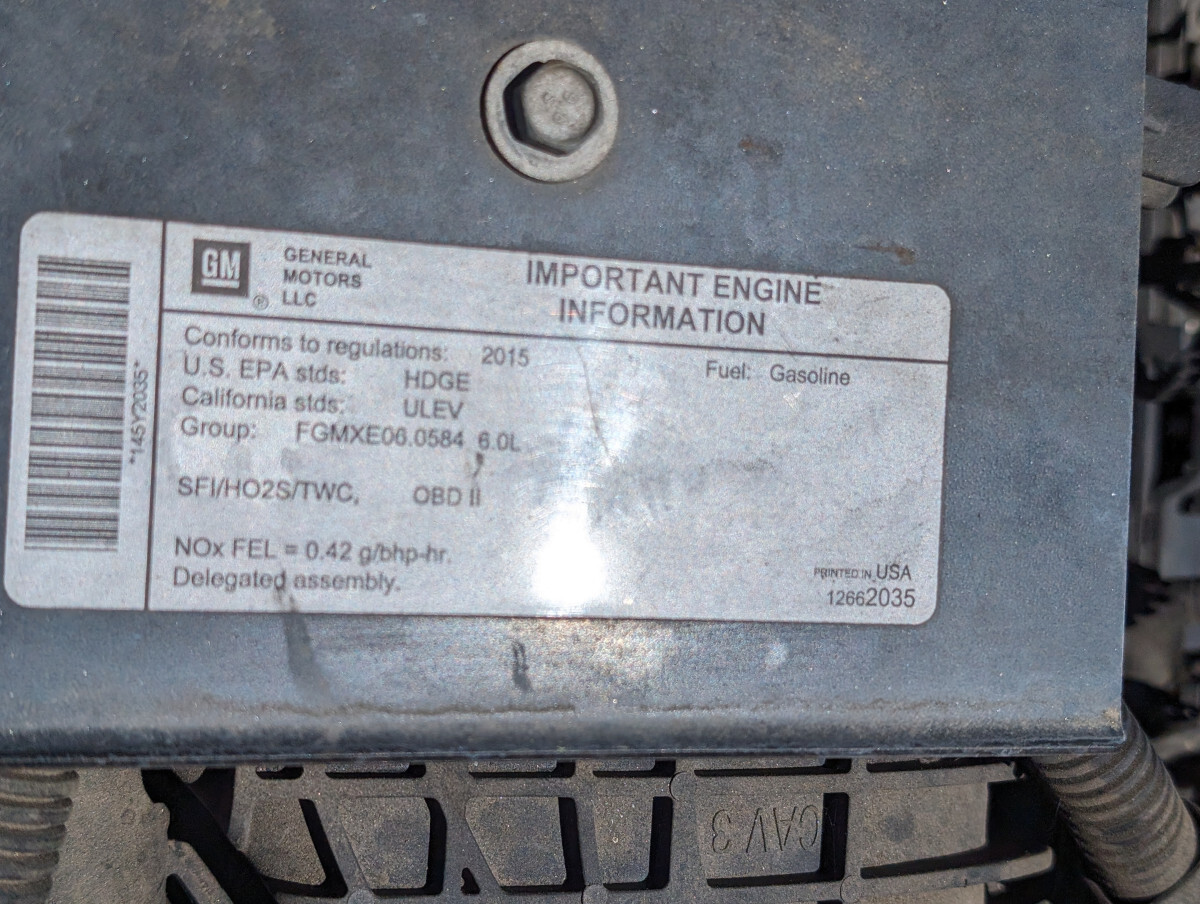 GM
®
GENERAL
MOTORS
LLC
IMPORTANT ENGINE
INFORMATION
Conforms to regulations: 2015
Fuel: Gasoline
U.S. EPA stds: HDGE
California stds: ULEV
Group: FGMXE06.0584 6.0L
SFI/HO2S/TWC, OBD II
NOx FEL = 0.42 g/bhp-hr.
Delegated assembly.
PRINTED IN USA
12662035
*145Y2035*
CAV 3